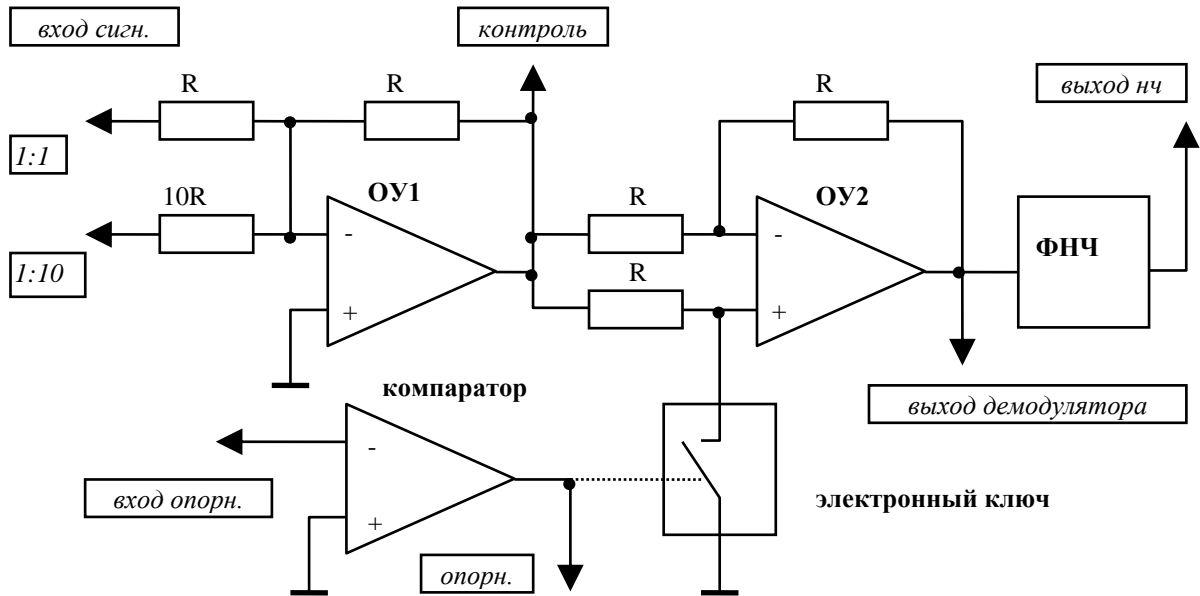 вход сигн.
контроль
R
R
R
выход нч
1:1
10R
ОУ1
R
ОУ2
-
-
ФНЧ
1:10
R
+
+
компаратор
выход демодулятора
-
вход опорн.
электронный ключ
+
опорн.